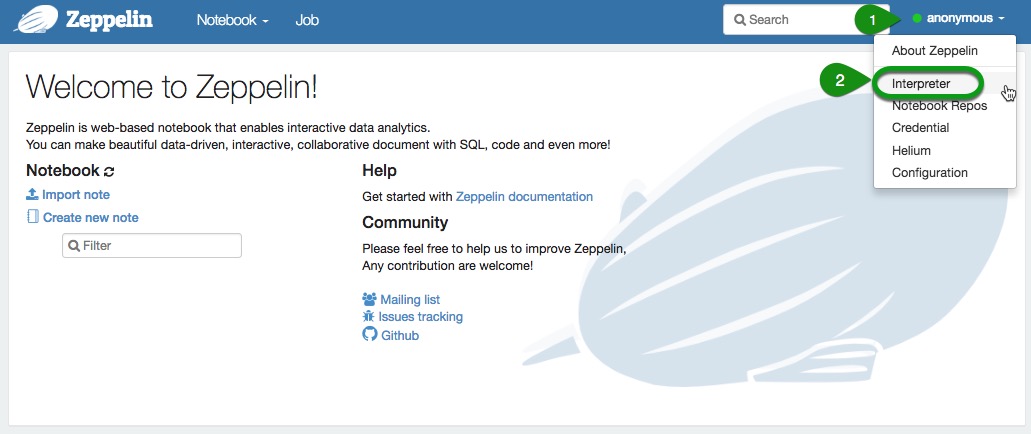 Zeppelin
Notebook
Job
Search
1
anonymous
About Zeppelin
2
Interpreter
Notebook Repos
Credential
Helium
Configuration
Welcome to Zeppelin!
Zeppelin is web-based notebook that enables interactive data analytics.
You can make beautiful data-driven, interactive, collaborative document with SQL, code and even more!
Notebook
Import note
Create new note
Filter
Help
Get started with Zeppelin documentation
Community
Please feel free to help us to improve Zeppelin,
Any contribution are welcome!
Mailing list
Issues tracking
Github